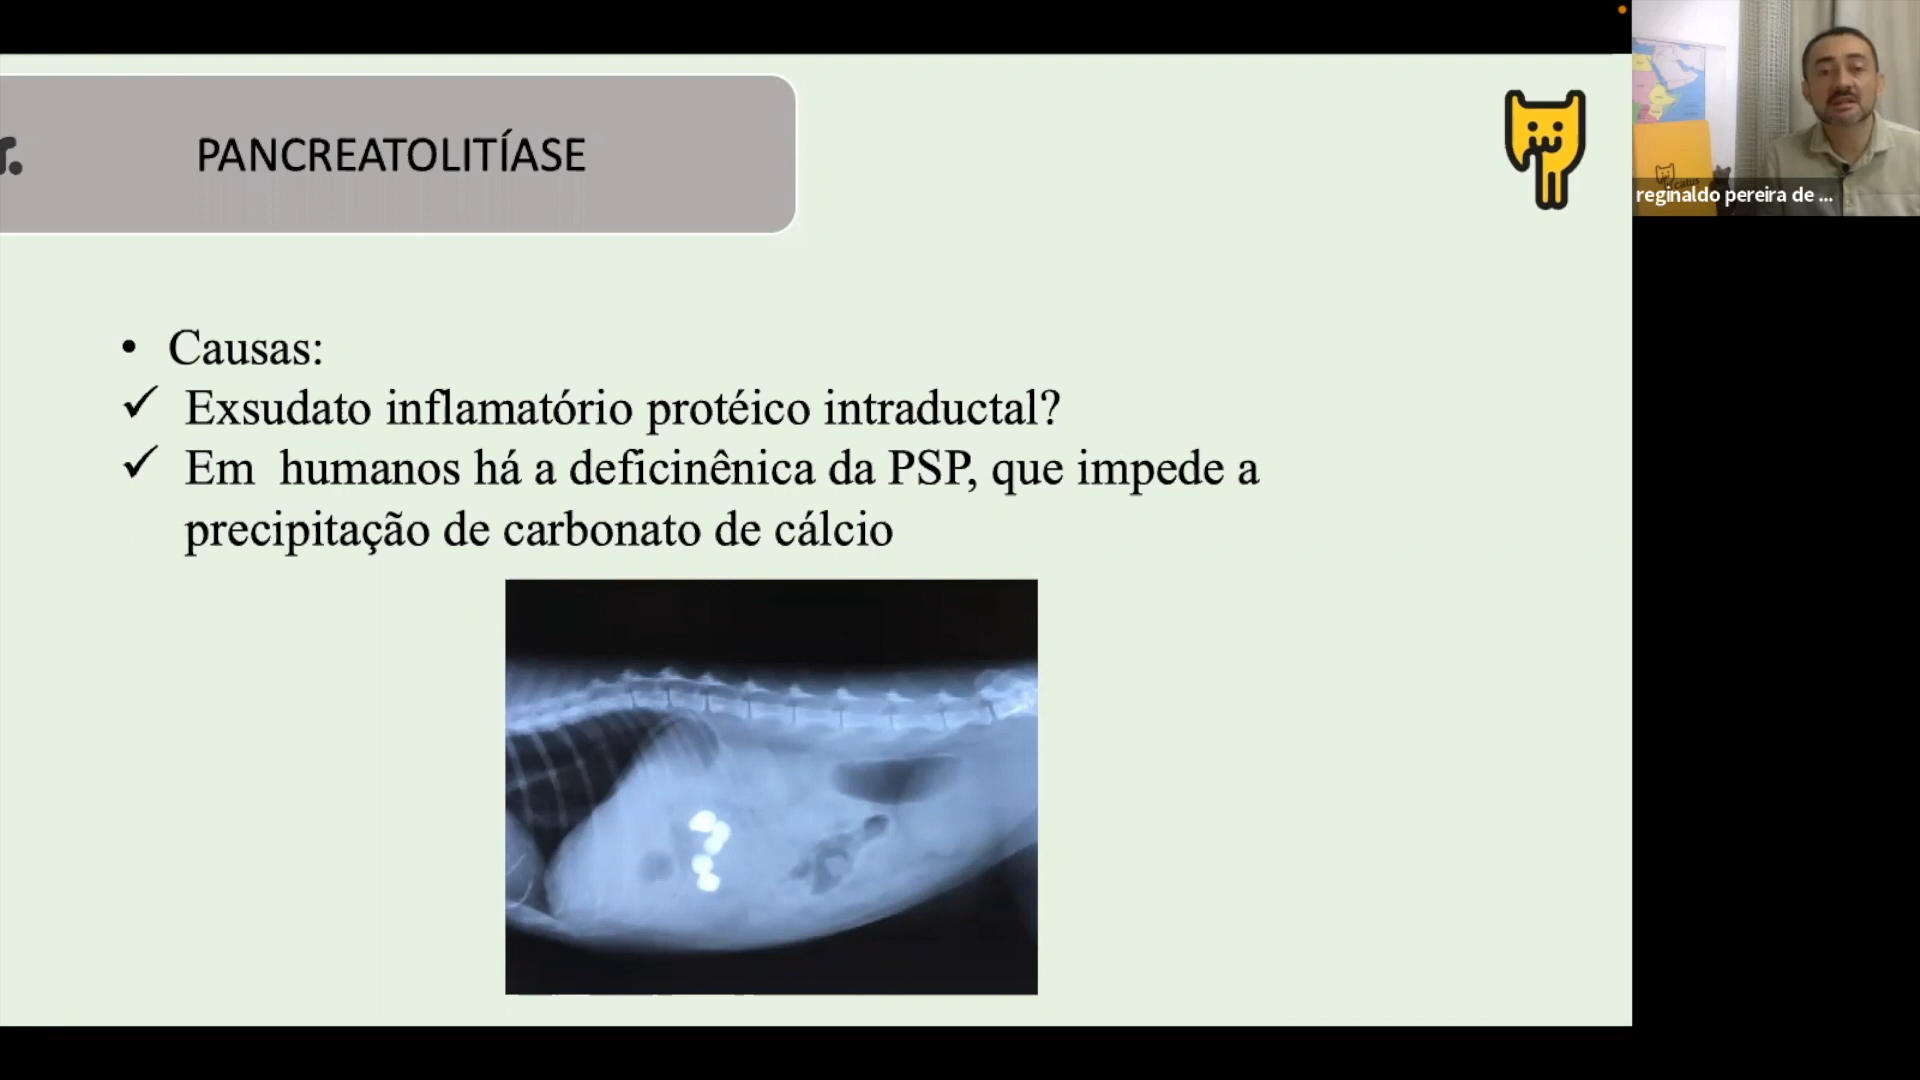 r.
PANCREATOLITÍASE
• Causas:
✓ Exsudato inflamatório protéico intraductal?
✓ Em humanos há a deficinênica da PSP, que impede a
precipitação de carbonato de cálcio
catus
reginaldo pereira de ...